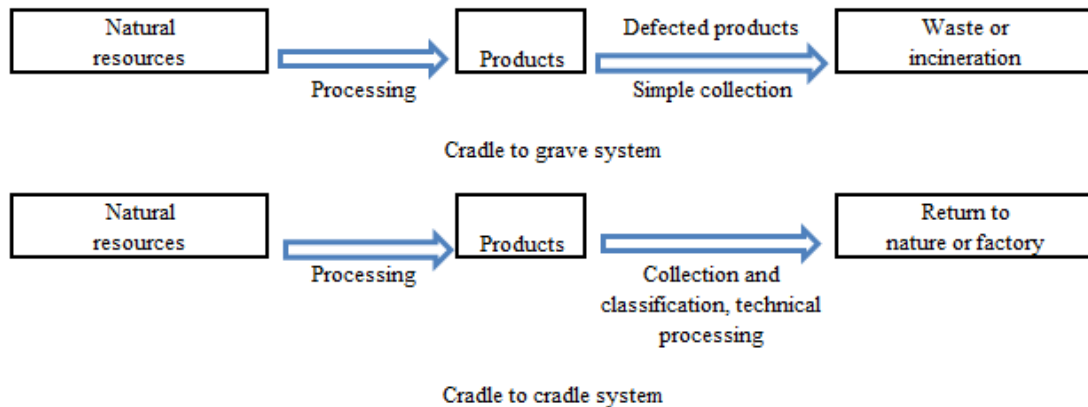 Natural
resources
Processing
Products
Defected products
Simple collection
Waste or
incineration
Cradle to grave system
Natural
resources
Processing
Products
Collection and
classification, technical
processing
Return to
nature or factory
Cradle to cradle system